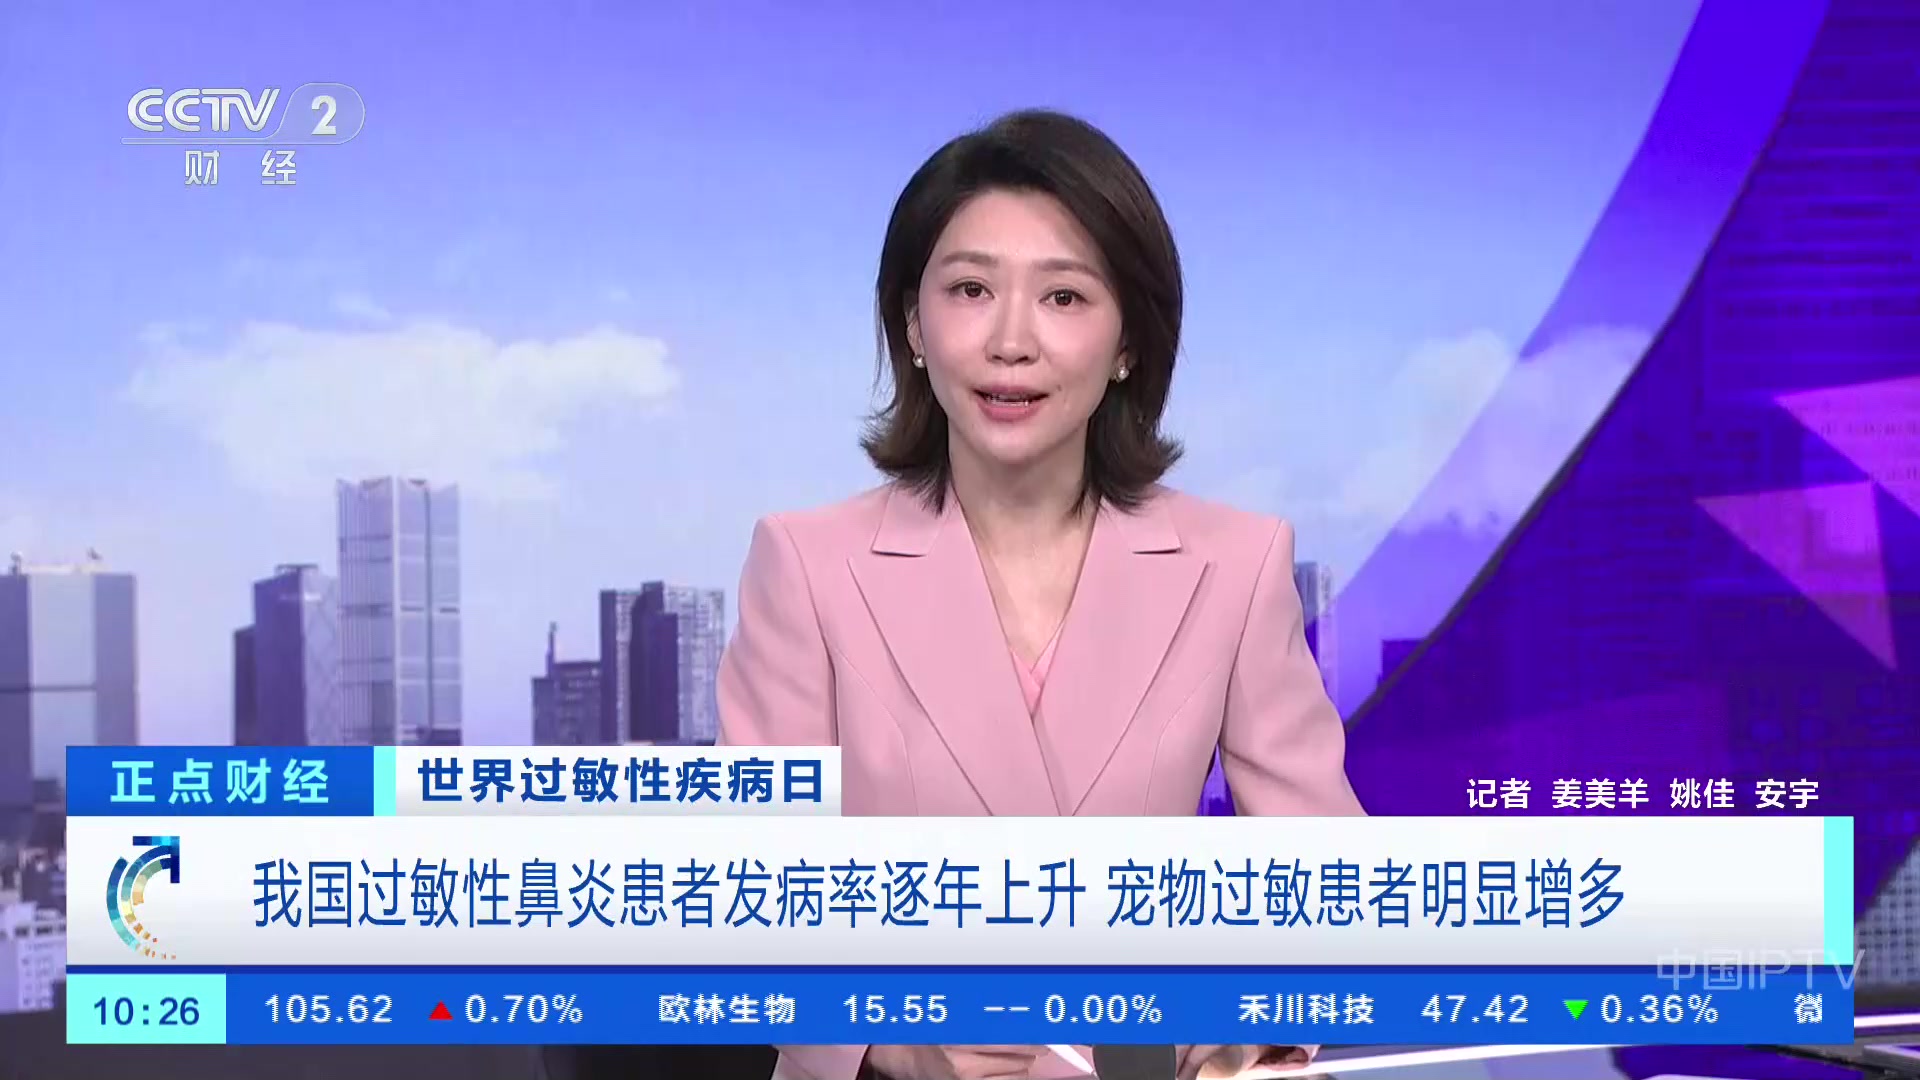 CCTV 2
财 经
正点财经
世界过敏性疾病日
记者 姜美羊 姚佳 安宇
我国过敏性鼻炎患者发病率逐年上升 宠物过敏患者明显增多
中国IPTV
10:26
105.62 ▲ 0.70% 欧林生物 15.55 -- 0.00% 禾川科技 47.42 ▼ 0.36% 微